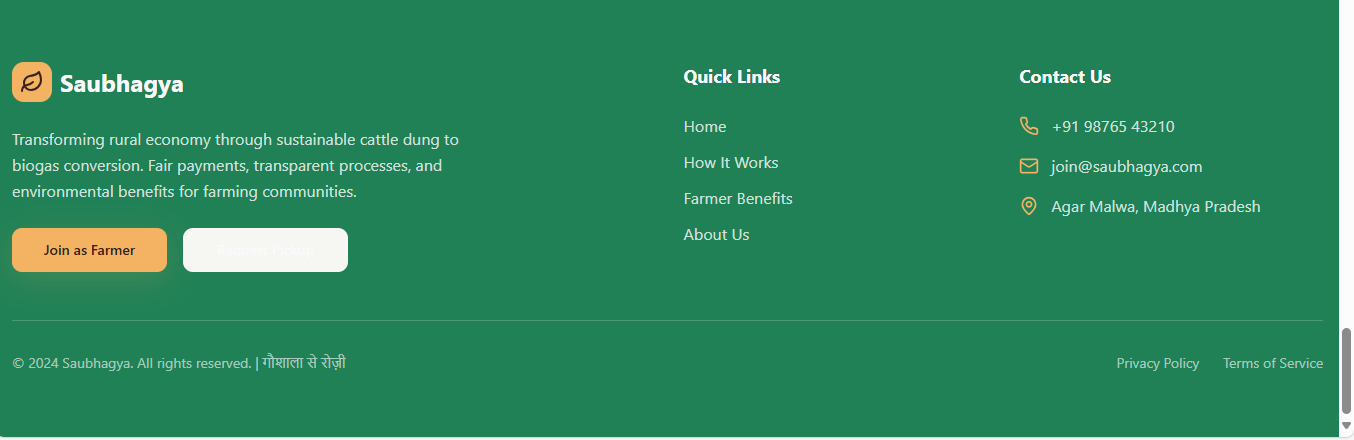 Saubhagya
Transforming rural economy through sustainable cattle dung to
biogas conversion. Fair payments, transparent processes, and
environmental benefits for farming communities.
Join as Farmer
Request Pickup
Quick Links
Home
How It Works
Farmer Benefits
About Us
Contact Us
+91 98765 43210
join@saubhagya.com
Agar Malwa, Madhya Pradesh
© 2024 Saubhagya. All rights reserved. | गौशाला से रोज़ी
Privacy Policy
Terms of Service